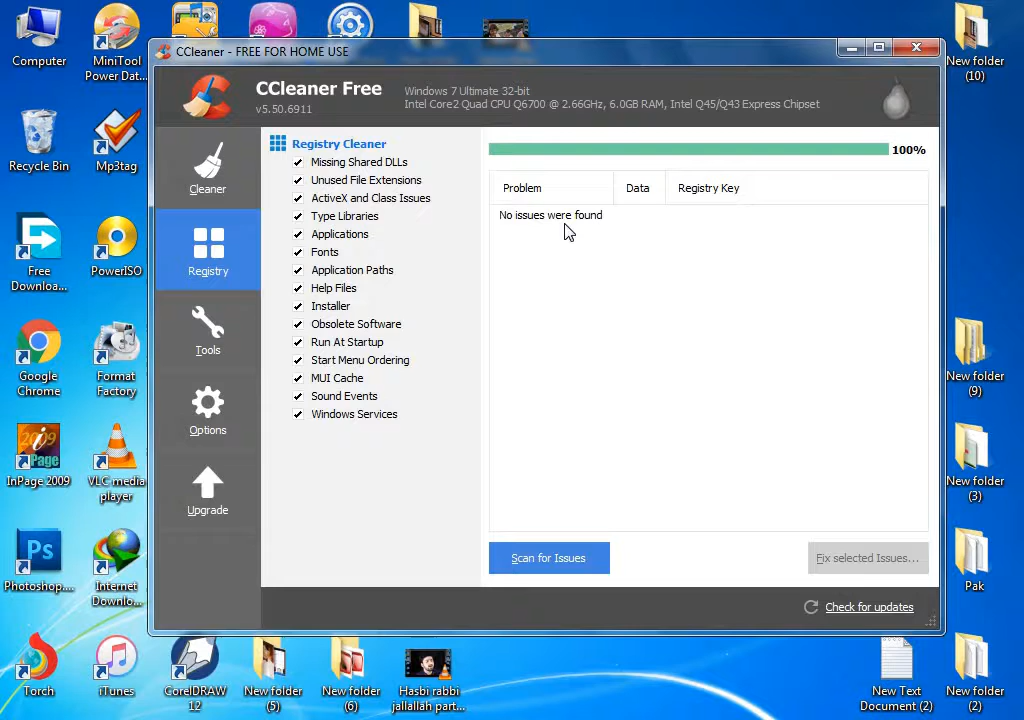 Computer
MiniTool
Power Dat...
New folder
(10)
CCleaner - FREE FOR HOME USE
CCleaner Free
v5.50.6911
Windows 7 Ultimate 32-bit
Intel Core2 Quad CPU Q6700 @ 2.66GHz, 6.0GB RAM, Intel Q45/Q43 Express Chipset
Recycle Bin
Mp3tag
Cleaner
Registry
Tools
Options
Upgrade
Registry Cleaner
Missing Shared DLLs
Unused File Extensions
ActiveX and Class Issues
Type Libraries
Applications
Fonts
Application Paths
Help Files
Installer
Obsolete Software
Run At Startup
Start Menu Ordering
MUI Cache
Sound Events
Windows Services
100%
Problem
Data
Registry Key
No issues were found
Scan for Issues
Fix selected Issues...
Check for updates
Free
Downloa...
PowerISO
Google
Chrome
Format
Factory
New folder
(9)
2009
Page
InPage 2009
VLC media
player
New folder
(3)
Ps
Photoshop....
Internet
Downlo...
Pak
Torch
iTunes
CorelDRAW
12
New folder
(5)
New folder
(6)
Hasbi rabbi
jallallah part...
New Text
Document (2)
New folder
(2)